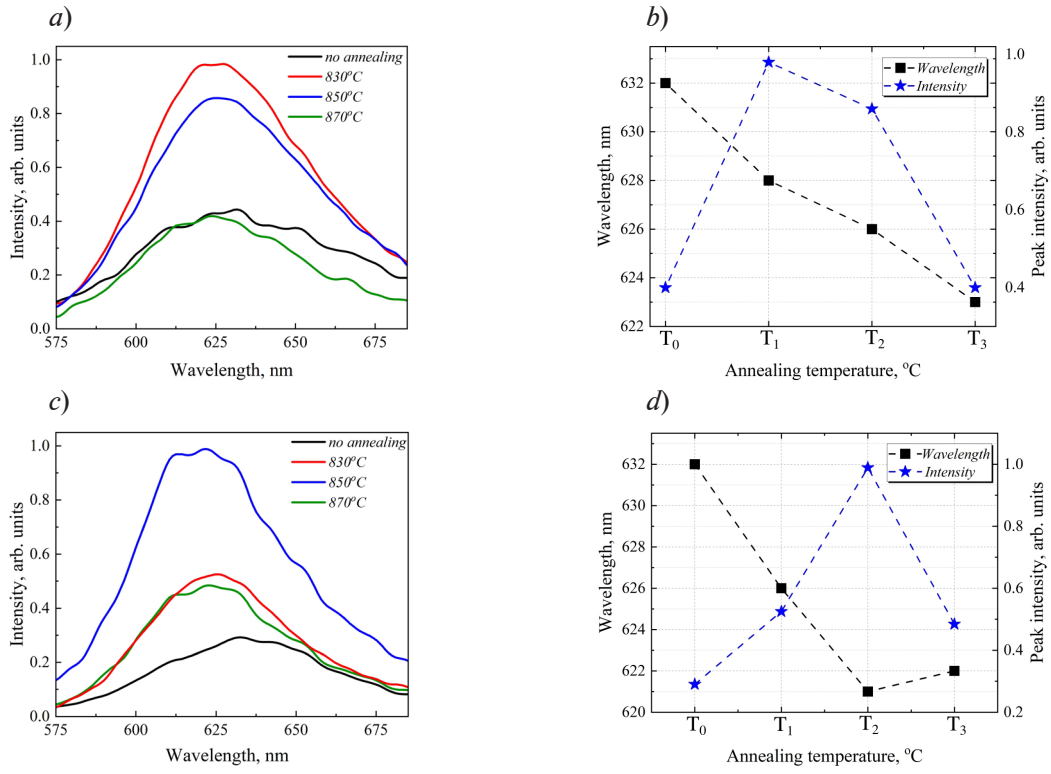 a)
1.0
0.8
0.6
0.4
0.2
0.0
Intensity, arb. units
no annealing
830°C
850°C
870°C
575 600 625 650 675
Wavelength, nm
b)
632
630
628
626
624
622
Wavelength, nm
Wavelength
Intensity
1.0
0.8
0.6
0.4
Peak intensity, arb. units
T0 T1 T2 T3
Annealing temperature, °C
c)
1.0
0.8
0.6
0.4
0.2
0.0
Intensity, arb. units
no annealing
830°C
850°C
870°C
575 600 625 650 675
Wavelength, nm
d)
632
630
628
626
624
622
620
Wavelength, nm
Wavelength
Intensity
1.0
0.8
0.6
0.4
0.2
Peak intensity, arb. units
T0 T1 T2 T3
Annealing temperature, °C